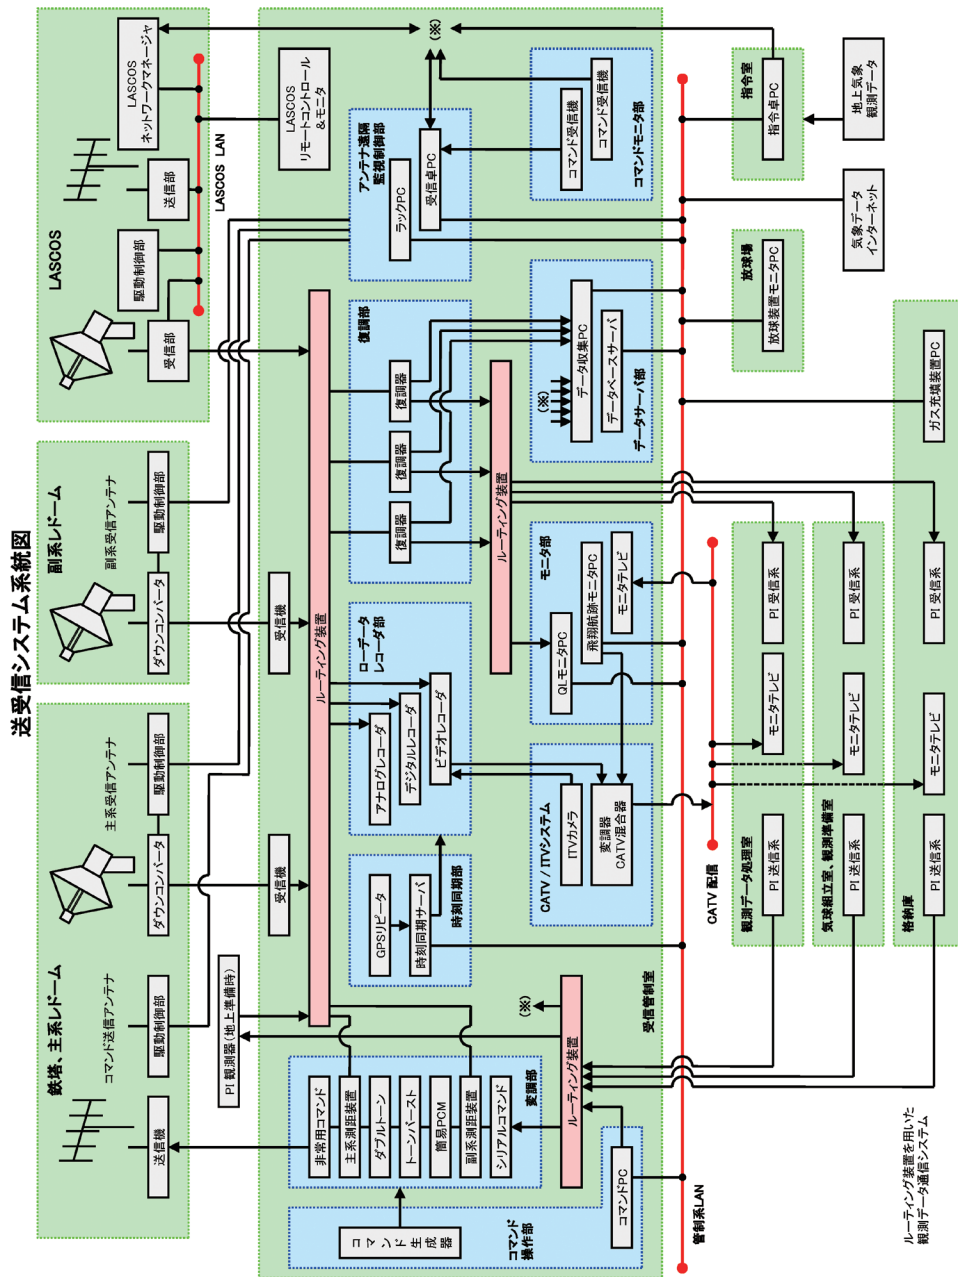 送受信システム系統図
鉄塔、主系レドーム
コマンド送信アンテナ
主系受信アンテナ
送信機
駆動制御部
ダウンコンバータ
駆動制御部
副系レドーム
副系受信アンテナ
ダウンコンバータ
駆動制御部
LASCOS
受信部
駆動制御部
送信部
LASCOS
ネットワークマネージャ
LASCOS LAN
PI 観測器(地上準備時)
受信機
受信機
LASCOS
リモートコントロール
&モニタ
(※)
ルーティング装置
コマンド生成器
コマンド
操作部
コマンドPC
非常用コマンド
主系測距装置
ダブルトーン
トーンバースト
簡易PCM
副系測距装置
シリアルコマンド
変調部
ルーティング装置
(※)
受信管制室
GPSリピータ
時刻同期サーバ
時刻同期部
ローデータ
レコーダ部
アナログレコーダ
デジタルレコーダ
ビデオレコーダ
復調部
復調器
復調器
復調器
ルーティング装置
アンテナ遠隔
監視制御部
ラックPC
受信卓PC
CATV / ITVシステム
ITVカメラ
変調器
CATV混合器
モニタ部
QLモニタPC
飛翔航跡モニタPC
モニタテレビ
(※)
データ収集PC
データベースサーバ
データサーバ部
コマンド受信機
コマンド受信機
コマンドモニタ部
管制系LAN
CATV 配信
観測データ処理室
PI 送信系
モニタテレビ
PI 受信系
気球組立室、観測準備室
PI 送信系
モニタテレビ
PI 受信系
格納庫
PI 送信系
モニタテレビ
PI 受信系
放球場
放球装置モニタPC
ガス充填装置PC
指令室
指令卓PC
地上気象
観測データ
気象データ
インターネット
ルーティング装置を用いた
観測データ通信システム